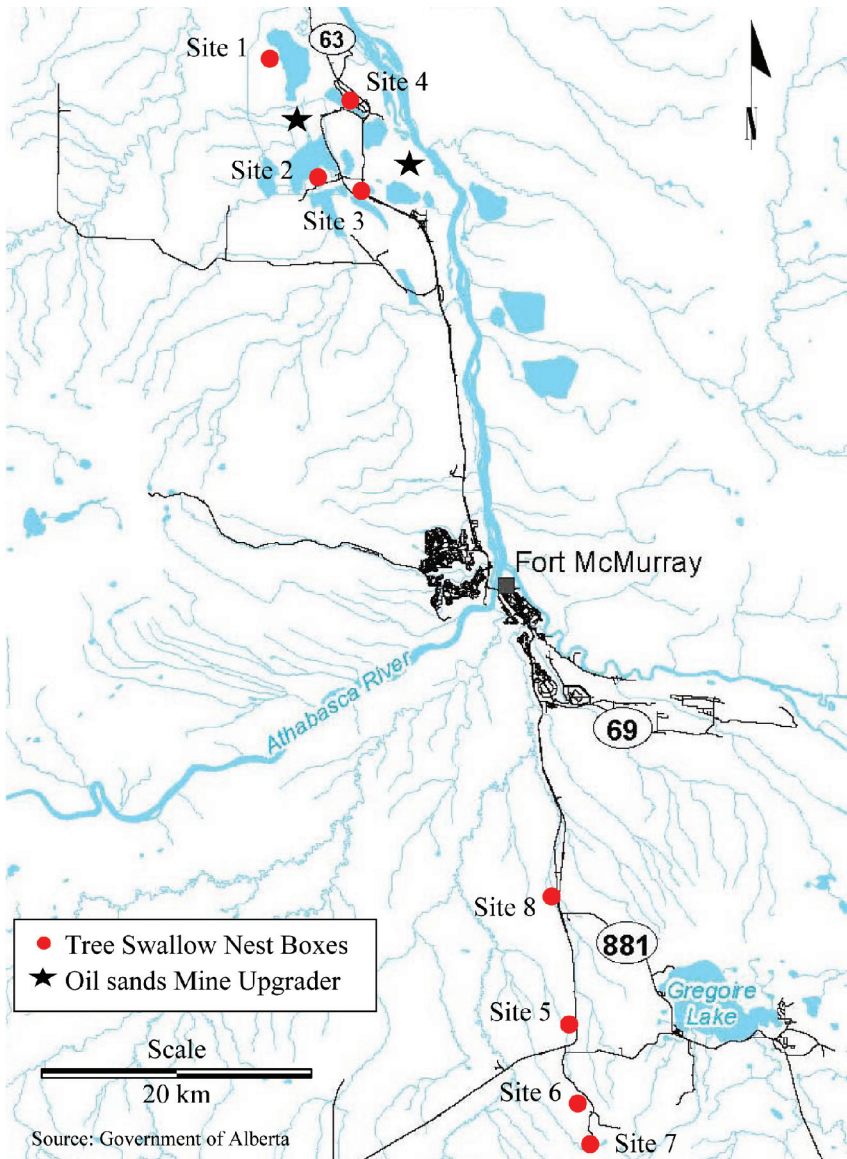 63
Site 1
Site 4
N
Site 2
Site 3
Fort McMurray
Athabasca River
69
Site 8
881
Tree Swallow Nest Boxes
Oil sands Mine Upgrader
Gregoire
Lake
Site 5
Scale
20 km
Site 6
Source: Government of Alberta
Site 7